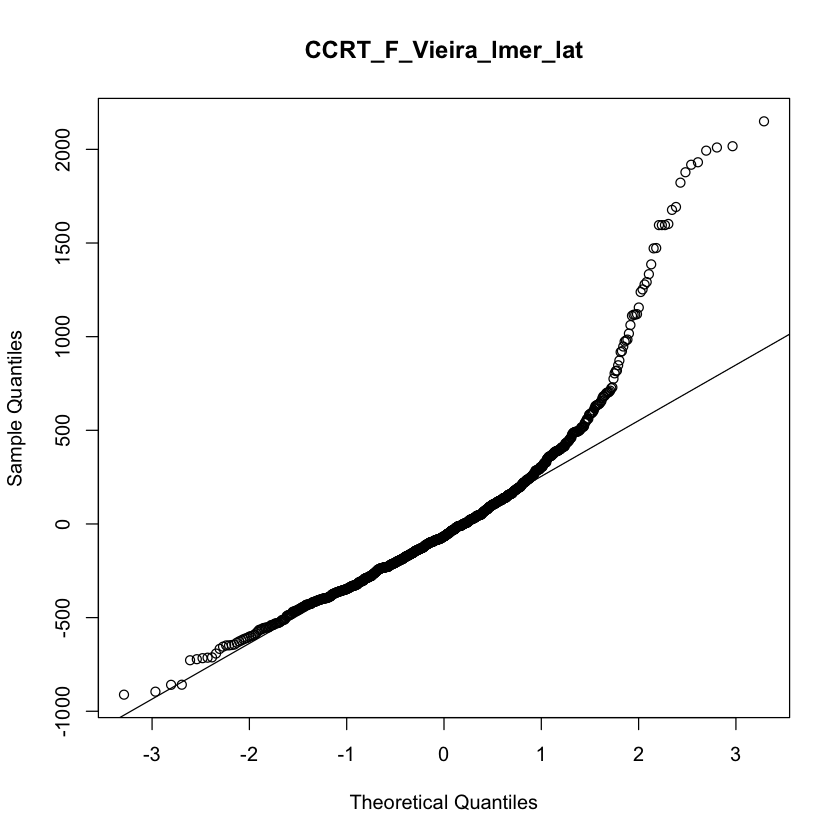 CCRT_F_Vieira_lmer_lat
2000
1500
1000
500
0
-500
-1000
Sample Quantiles
-3 -2 -1 0 1 2 3
Theoretical Quantiles